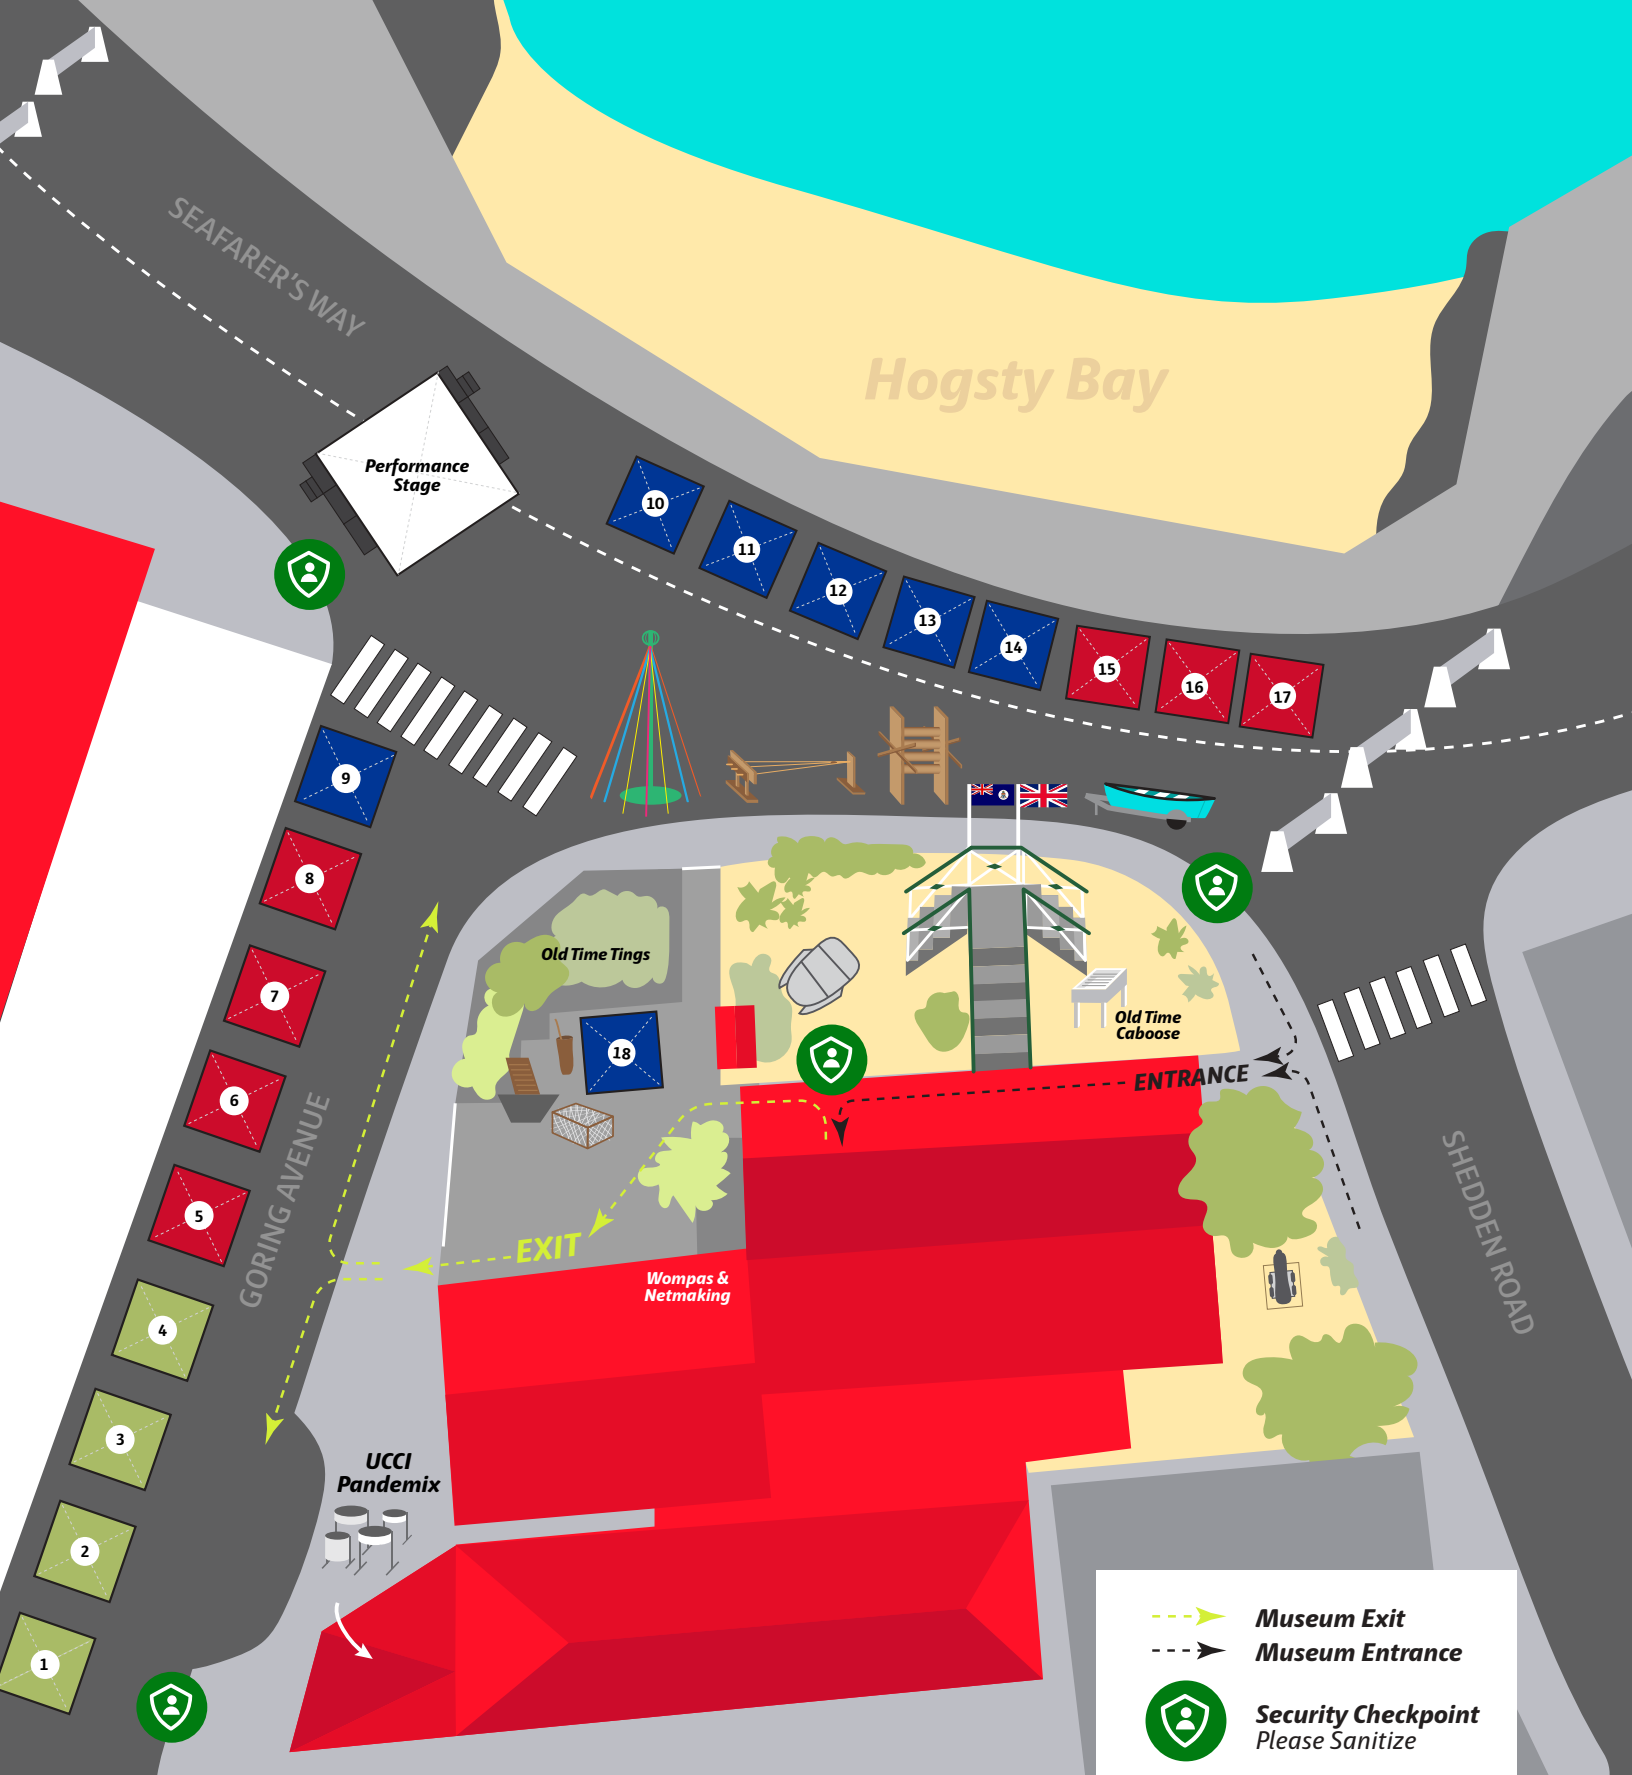 SEAFARER'S WAY
Hogsty Bay
Performance
Stage
10
11
12
13
14
15
16
17
9
8
7
6
5
4
3
2
1
18
Old Time Tings
Old Time
Caboose
ENTRANCE
EXIT
Wompas &
Netmaking
GORING AVENUE
SHEDDEN ROAD
UCCI
Pandemix
Museum Exit
Museum Entrance
Security Checkpoint
Please Sanitize